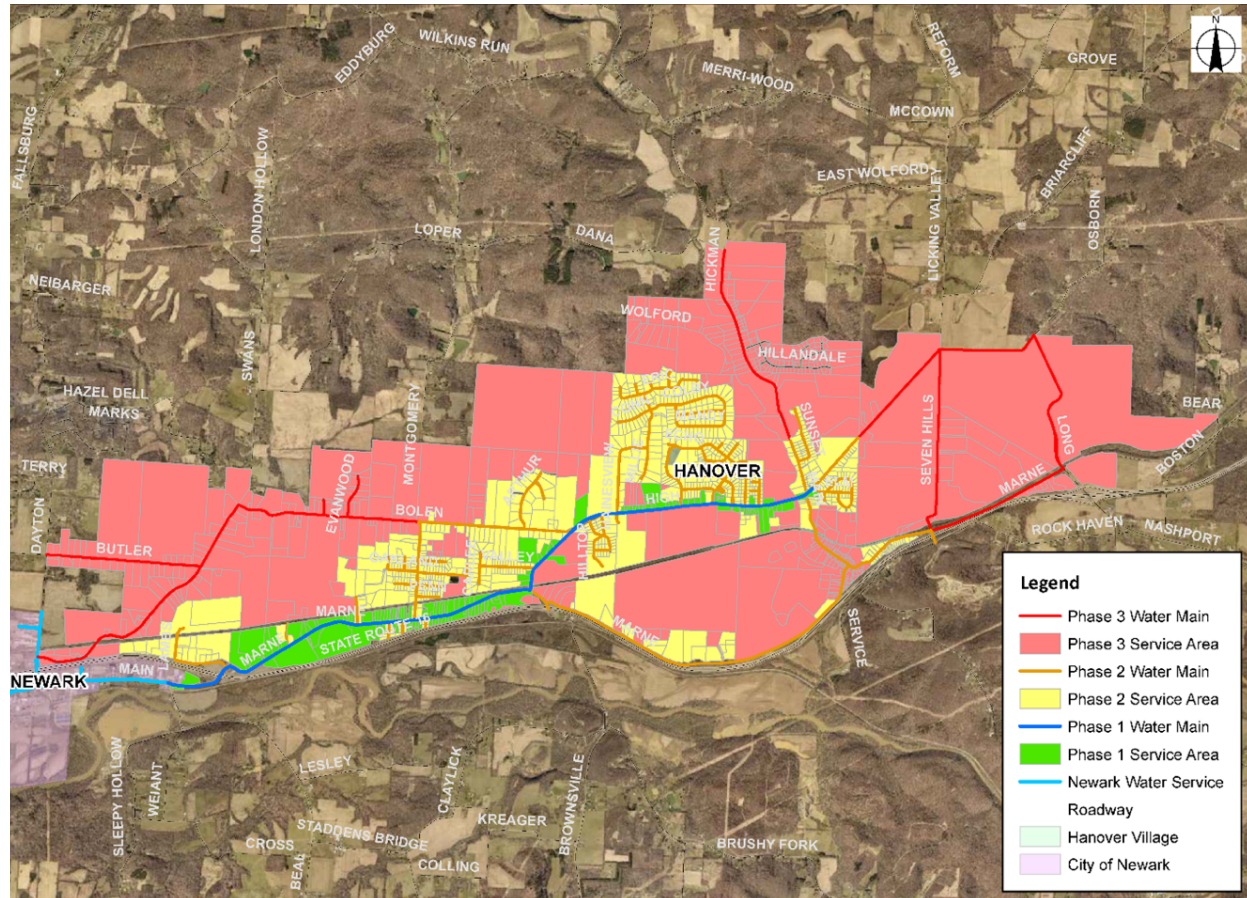 N
WILKINS RUN
EDDYBURG
REFORM
GROVE
MERRI-WOOD
MCCOWN
FALLSBURG
LONDON HOLLOW
EAST WOLFORD
BRIARCLIFF
LICKING VALLEY
OSBORN
LOPER
DANA
HICKMAN
NEIBARGER
WOLFORD
HILLANDALE
SWANS
HAZEL DELL
MARKS
MONTGOMERY
SUNSET
BEAR
TERRY
HANOVER
SEVEN HILLS
LONG
BOSTON
EVANWOOD
MARNE
DAYTON
BOLEN
HIGH
ROCK HAVEN
NASHPORT
BUTLER
VALLEY
HILLTOP
MARNE
STATE ROUTE 16
MARNE
MARNE
SERVICE
MAIN
NEWARK
SLEEPY HOLLOW
WEIANT
LESLEY
CLAYLICK
BROWNSVILLE
KREAGER
STADDENS BRIDGE
CROSS
BEAL
COLLING
BRUSHY FORK
Legend
Phase 3 Water Main
Phase 3 Service Area
Phase 2 Water Main
Phase 2 Service Area
Phase 1 Water Main
Phase 1 Service Area
Newark Water Service
Roadway
Hanover Village
City of Newark